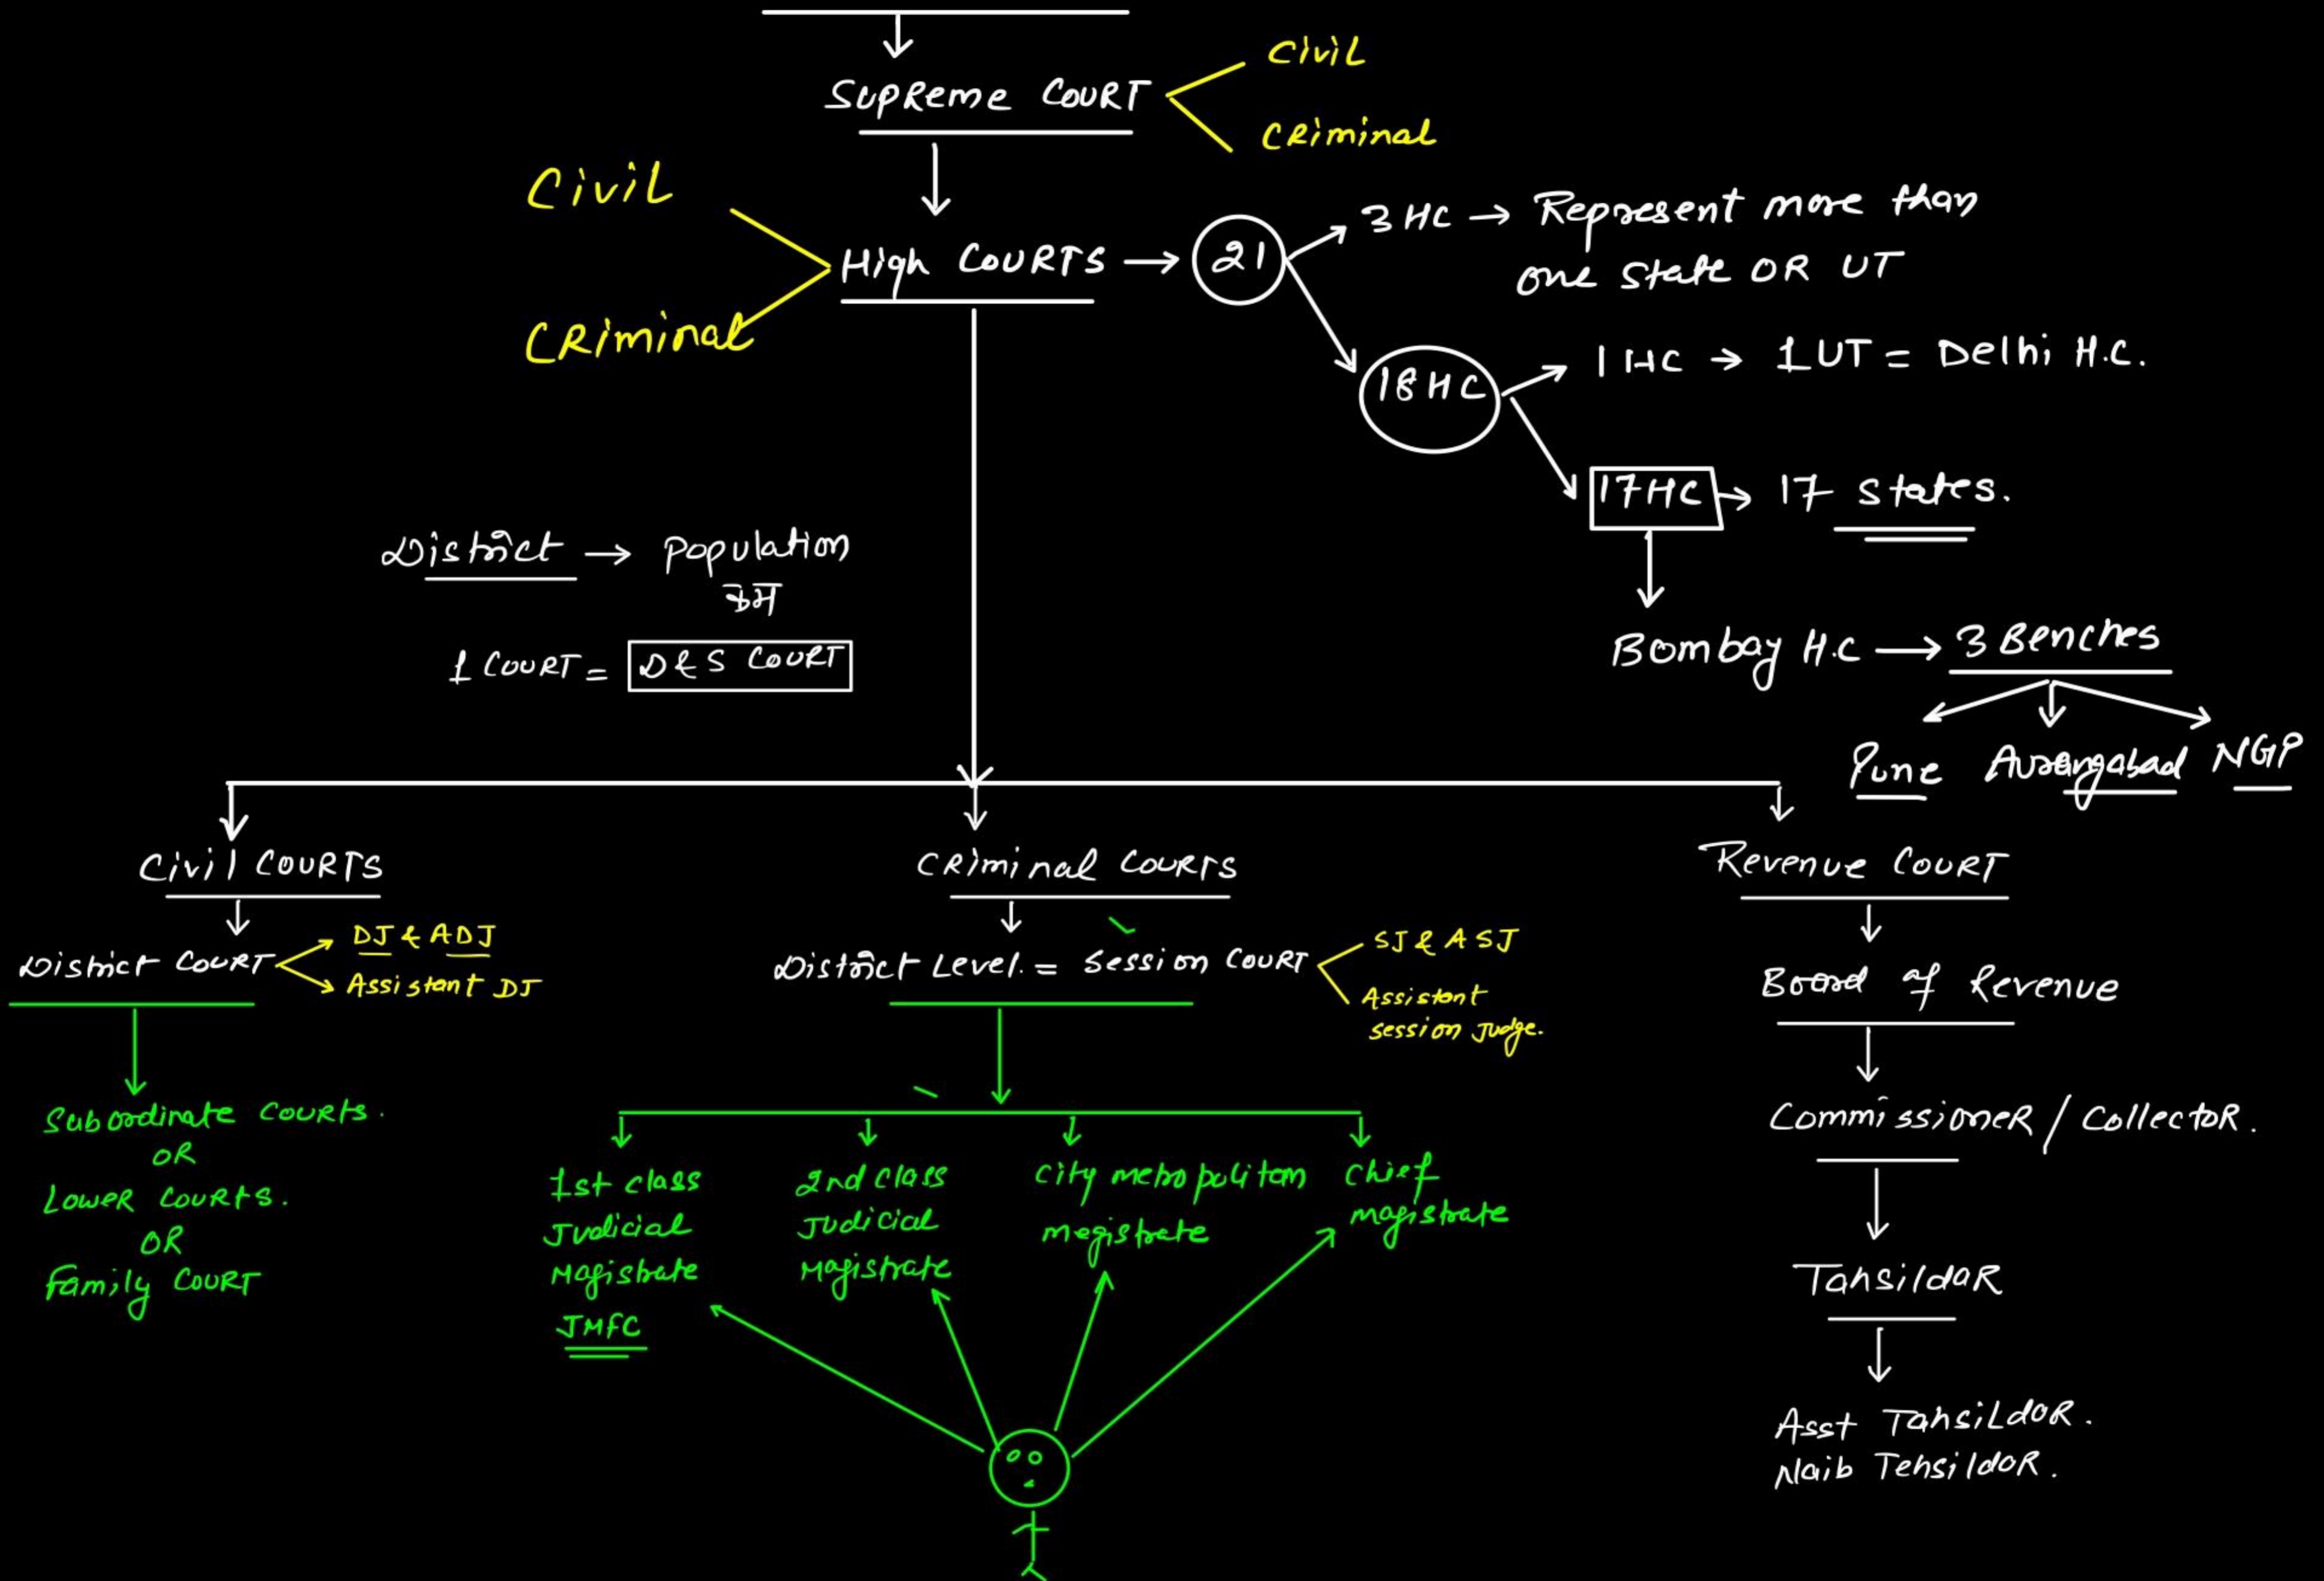 Supreme Court
Civil
Criminal
Civil
Criminal
High Courts → 21
3 HC → Represent more than
one state OR UT
18 HC
1 HC → 1 UT = Delhi H.C.
17 HC → 17 states.
Bombay H.C → 3 Benches
Pune Aurangabad NGP
District → Population
कम
1 Court = D & S Court
Civil Courts
District Court
DJ & ADJ
Assistant DJ
Subordinate Courts.
OR
Lower Courts.
OR
Family Court
Criminal Courts
District Level. = Session Court
SJ & ASJ
Assistant
Session Judge.
1st class
Judicial
Magistrate
JMFC
2nd class
Judicial
Magistrate
City metropolitan
megistrate
Chief
magistrate
Revenue Court
Board of Revenue
Commissioner / Collector.
Tahsildar
Asst Tahsildor.
Naib Tehsildor.